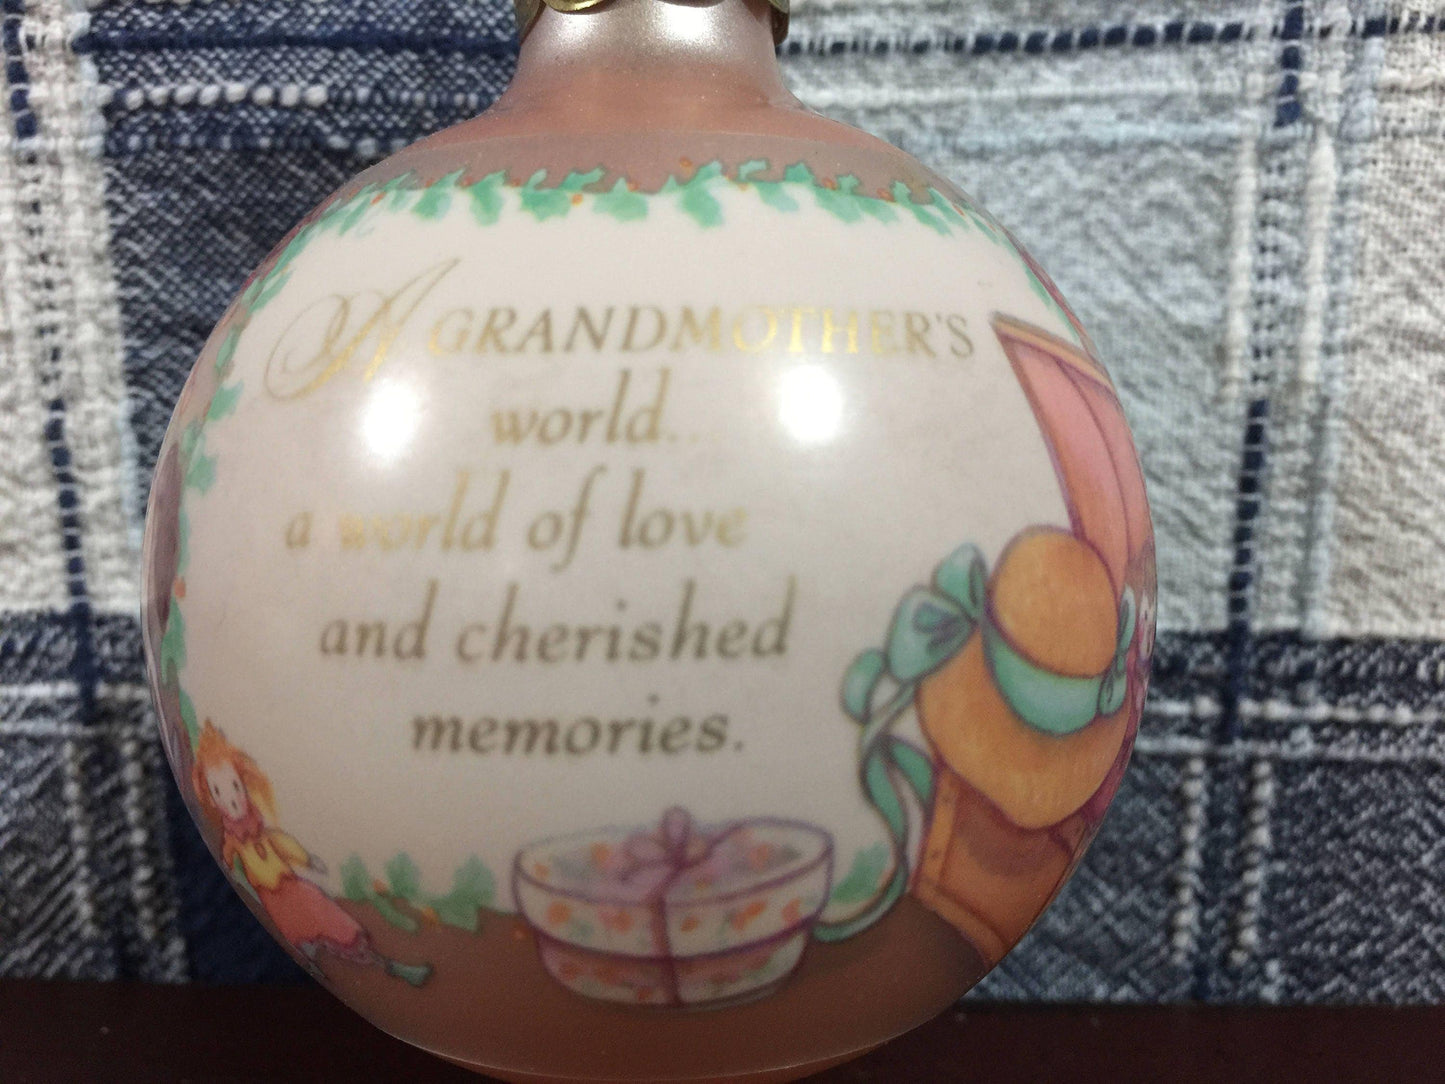 A GRANDMOTHER'S
world...
a world of love
and cherished
memories.